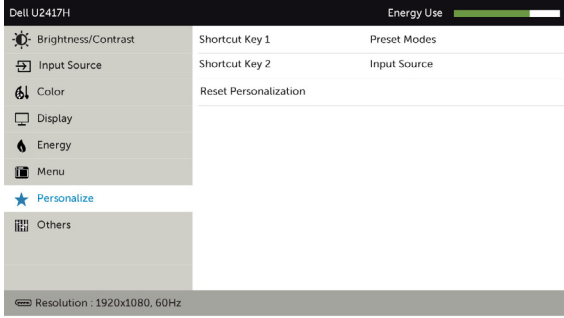 Dell U2417H Energy Use
Brightness/Contrast Shortcut Key 1 Preset Modes
Input Source Shortcut Key 2 Input Source
Color Reset Personalization
Display
Energy
Menu
Personalize
Others
Resolution : 1920x1080, 60Hz